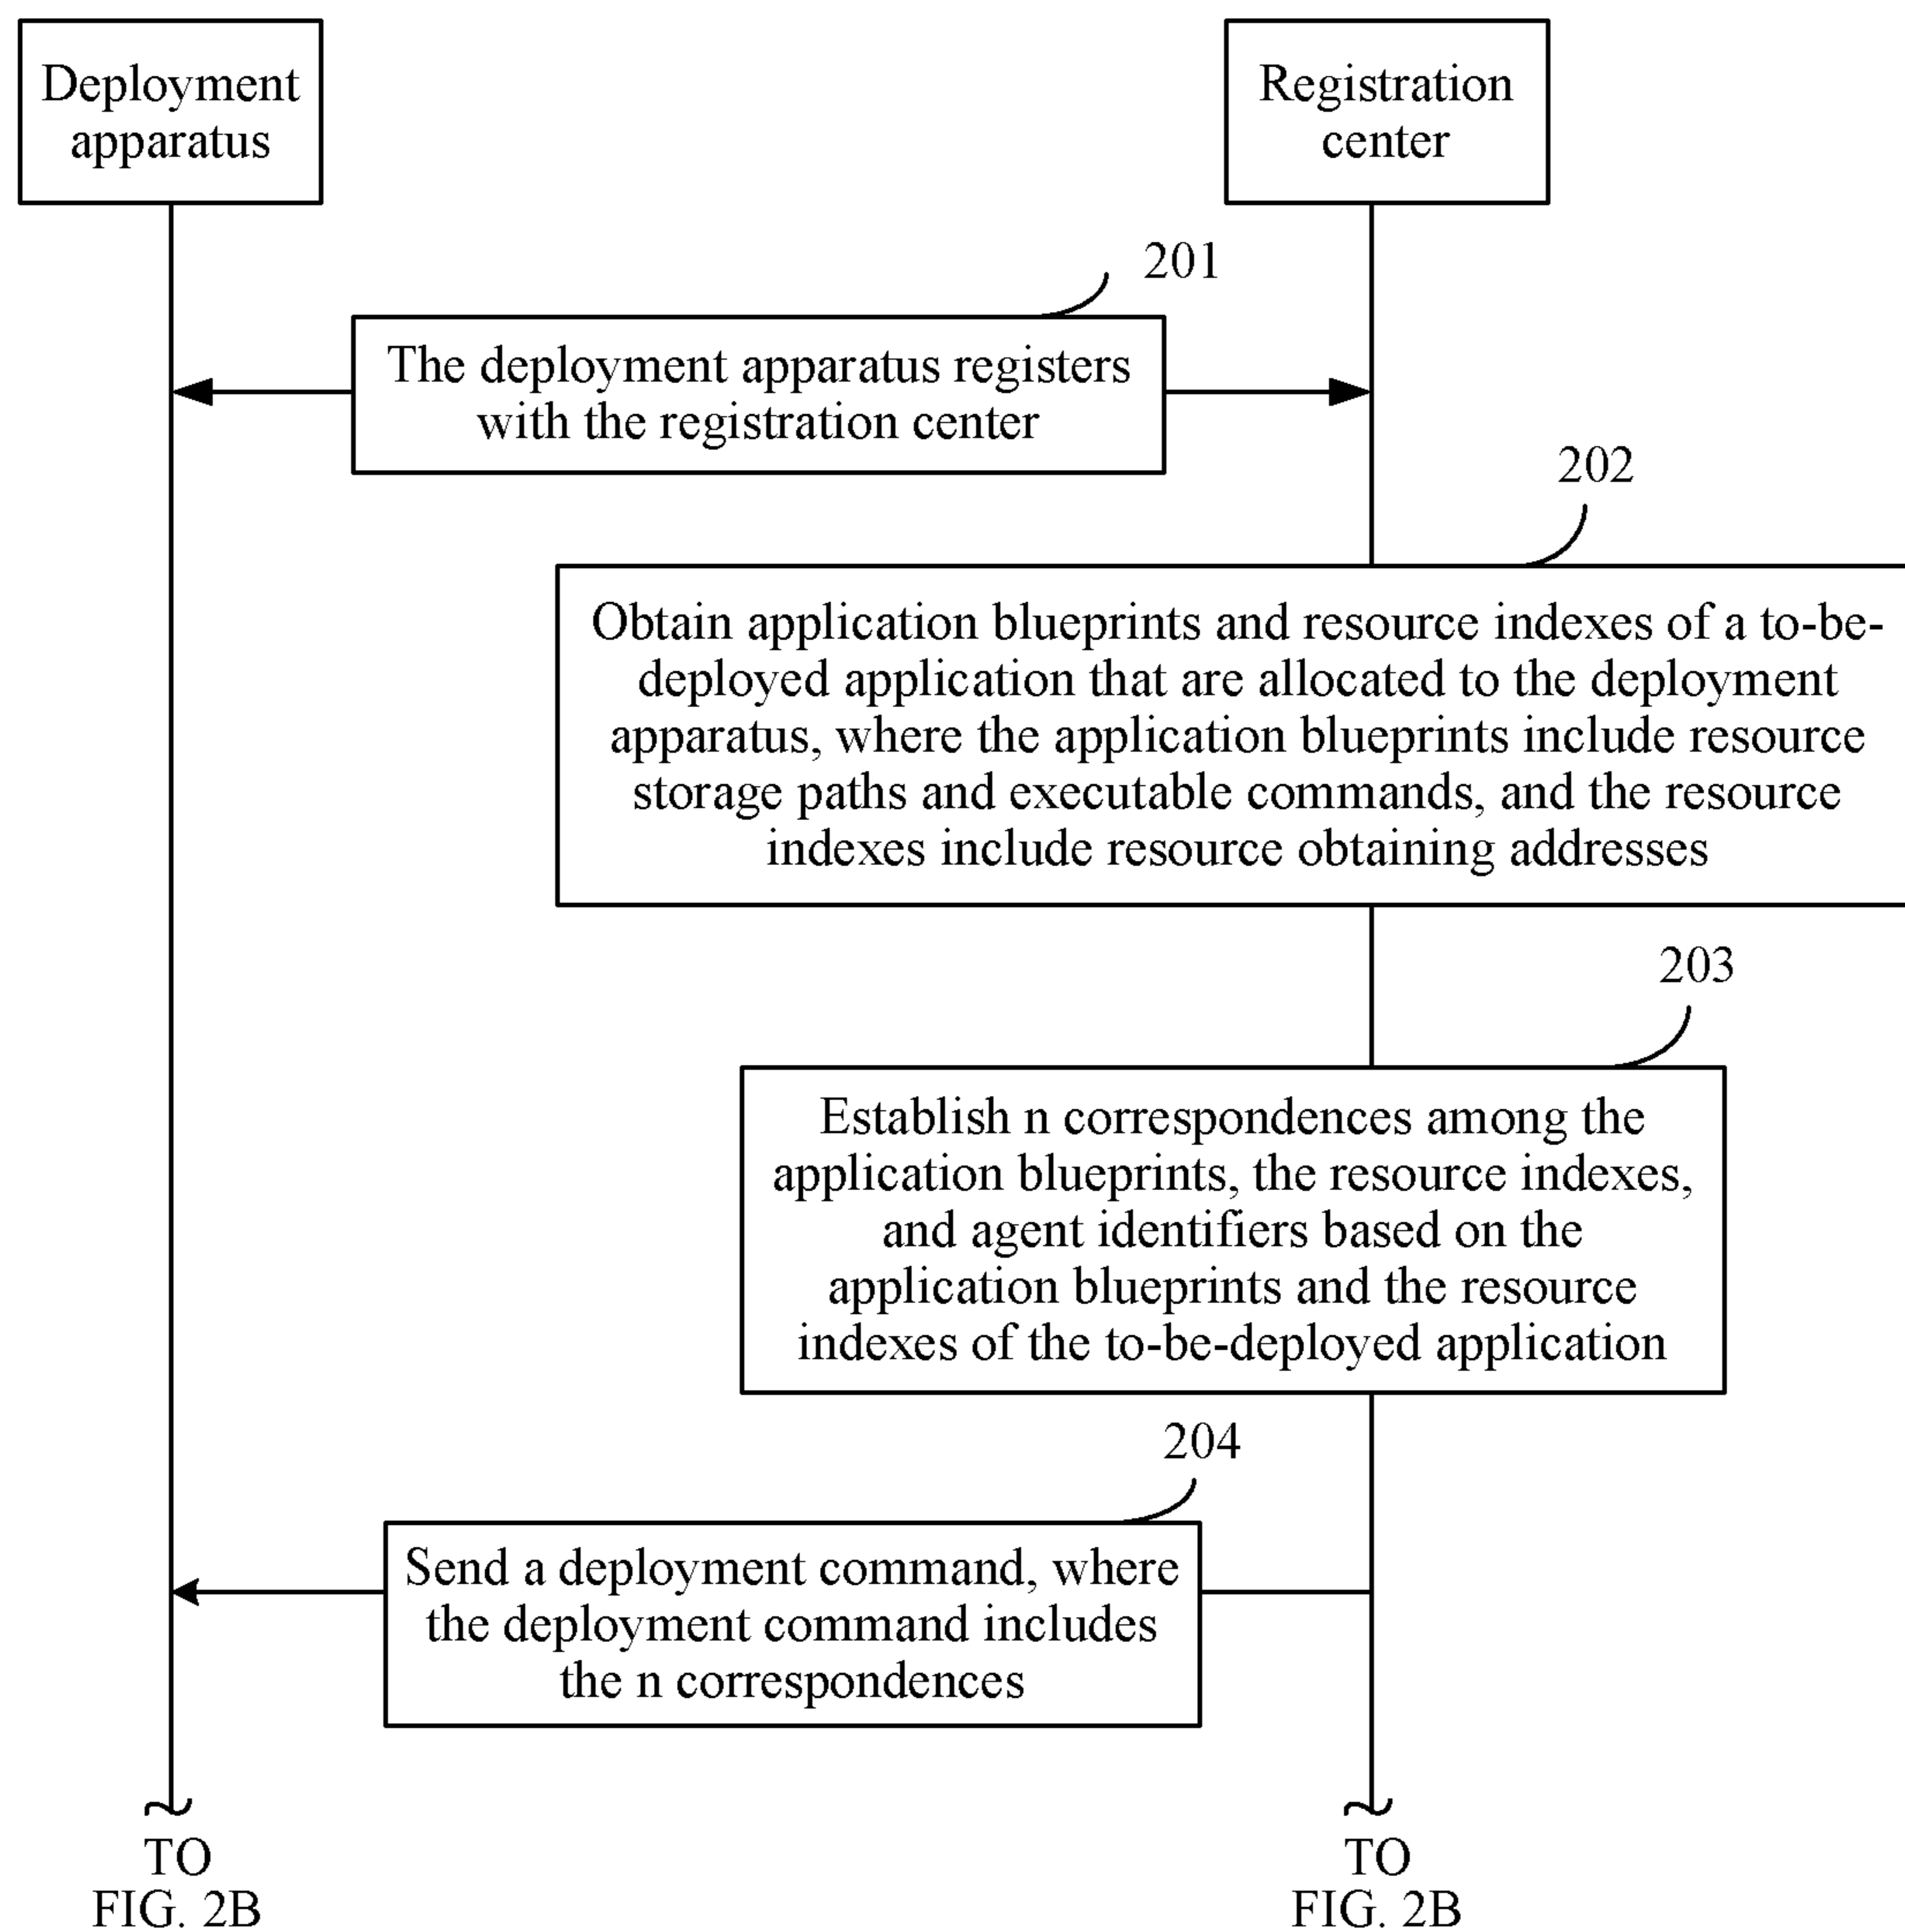 Deployment
apparatus
Registration
center
201
The deployment apparatus registers
with the registration center
202
Obtain application blueprints and resource indexes of a to-be-
deployed application that are allocated to the deployment
apparatus, where the application blueprints include resource
storage paths and executable commands, and the resource
indexes include resource obtaining addresses
203
Establish n correspondences among the
application blueprints, the resource indexes,
and agent identifiers based on the
application blueprints and the resource
indexes of the to-be-deployed application
204
Send a deployment command, where
the deployment command includes
the n correspondences
TO
FIG. 2B
TO
FIG. 2B